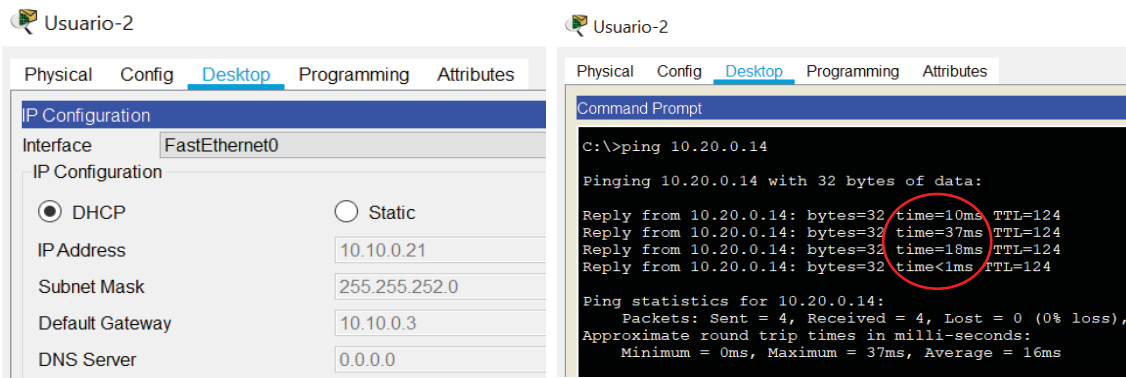 Usuario-2
Physical Config Desktop Programming Attributes
IP Configuration
Interface FastEthernet0
IP Configuration
DHCP Static
IP Address 10.10.0.21
Subnet Mask 255.255.252.0
Default Gateway 10.10.0.3
DNS Server 0.0.0.0
Usuario-2
Physical Config Desktop Programming Attributes
Command Prompt
C:\>ping 10.20.0.14
Pinging 10.20.0.14 with 32 bytes of data:
Reply from 10.20.0.14: bytes=32 time=10ms TTL=124
Reply from 10.20.0.14: bytes=32 time=37ms TTL=124
Reply from 10.20.0.14: bytes=32 time=18ms TTL=124
Reply from 10.20.0.14: bytes=32 time<1ms TTL=124
Ping statistics for 10.20.0.14:
Packets: Sent = 4, Received = 4, Lost = 0 (0% loss),
Approximate round trip times in milli-seconds:
Minimum = 0ms, Maximum = 37ms, Average = 16ms